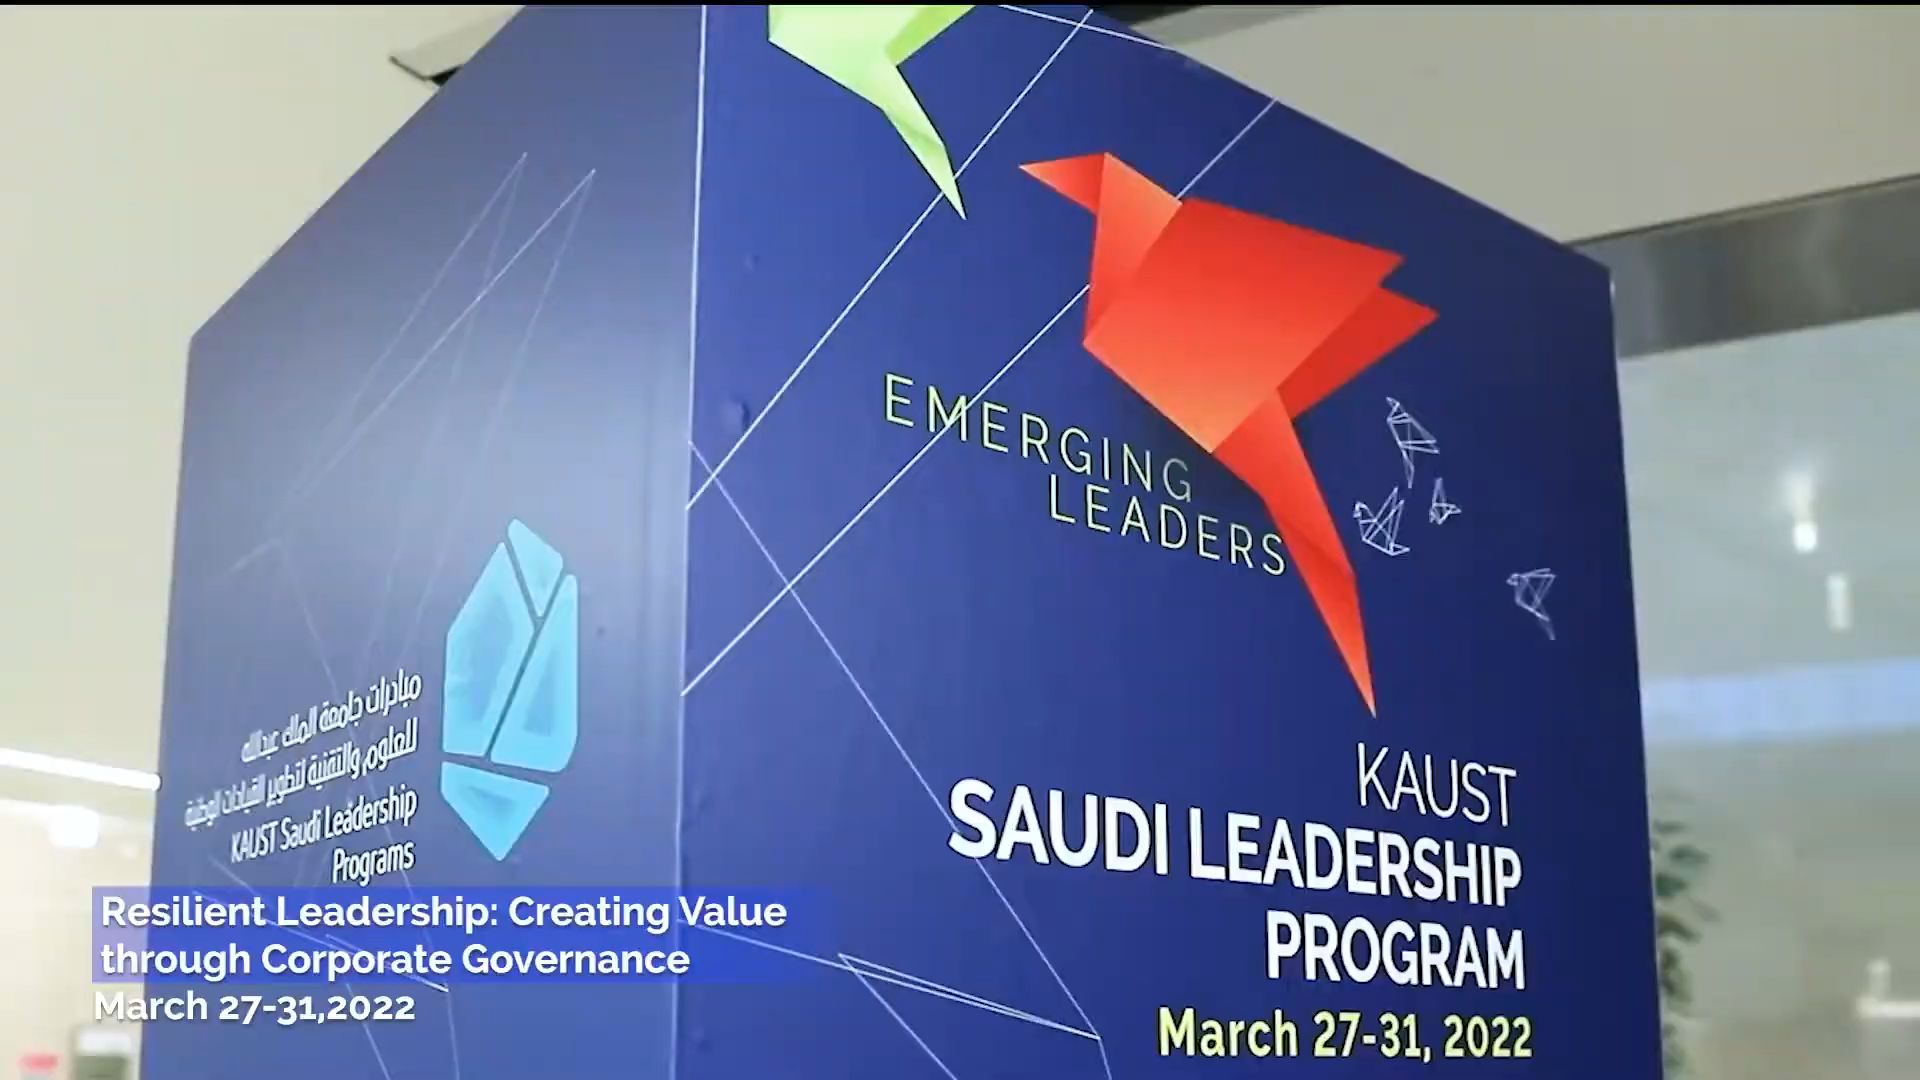 EMERGING
LEADERS
مبادرات جامعة الملك عبدالله
للعلوم والتقنية لتطوير القيادات الوطنية
KAUST Saudi Leadership
Programs
KAUST
SAUDI LEADERSHIP
PROGRAM
March 27-31, 2022
Resilient Leadership: Creating Value
through Corporate Governance
March 27-31,2022